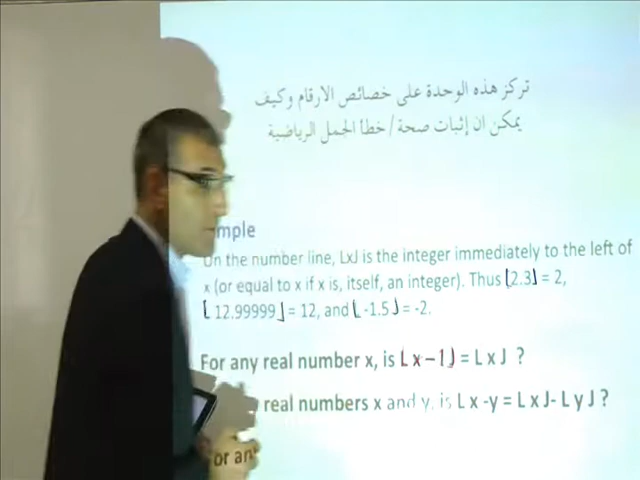 تركز هذه الوحدة على خصائص الارقام وكيف
يمكن ان إثبات صحة/خطأ الجمل الرياضية
mple
On the number line, LxJ is the integer immediately to the left of
x (or equal to x if x is, itself, an integer). Thus ⌊2.3⌋ = 2,
⌊ 12.99999 ⌋ = 12, and ⌊ -1.5 ⌋ = -2.
For any real number x, is L x – 1⌋ = L x J ?
real numbers x and y, is L x -y = L x J- L y J ?
or any